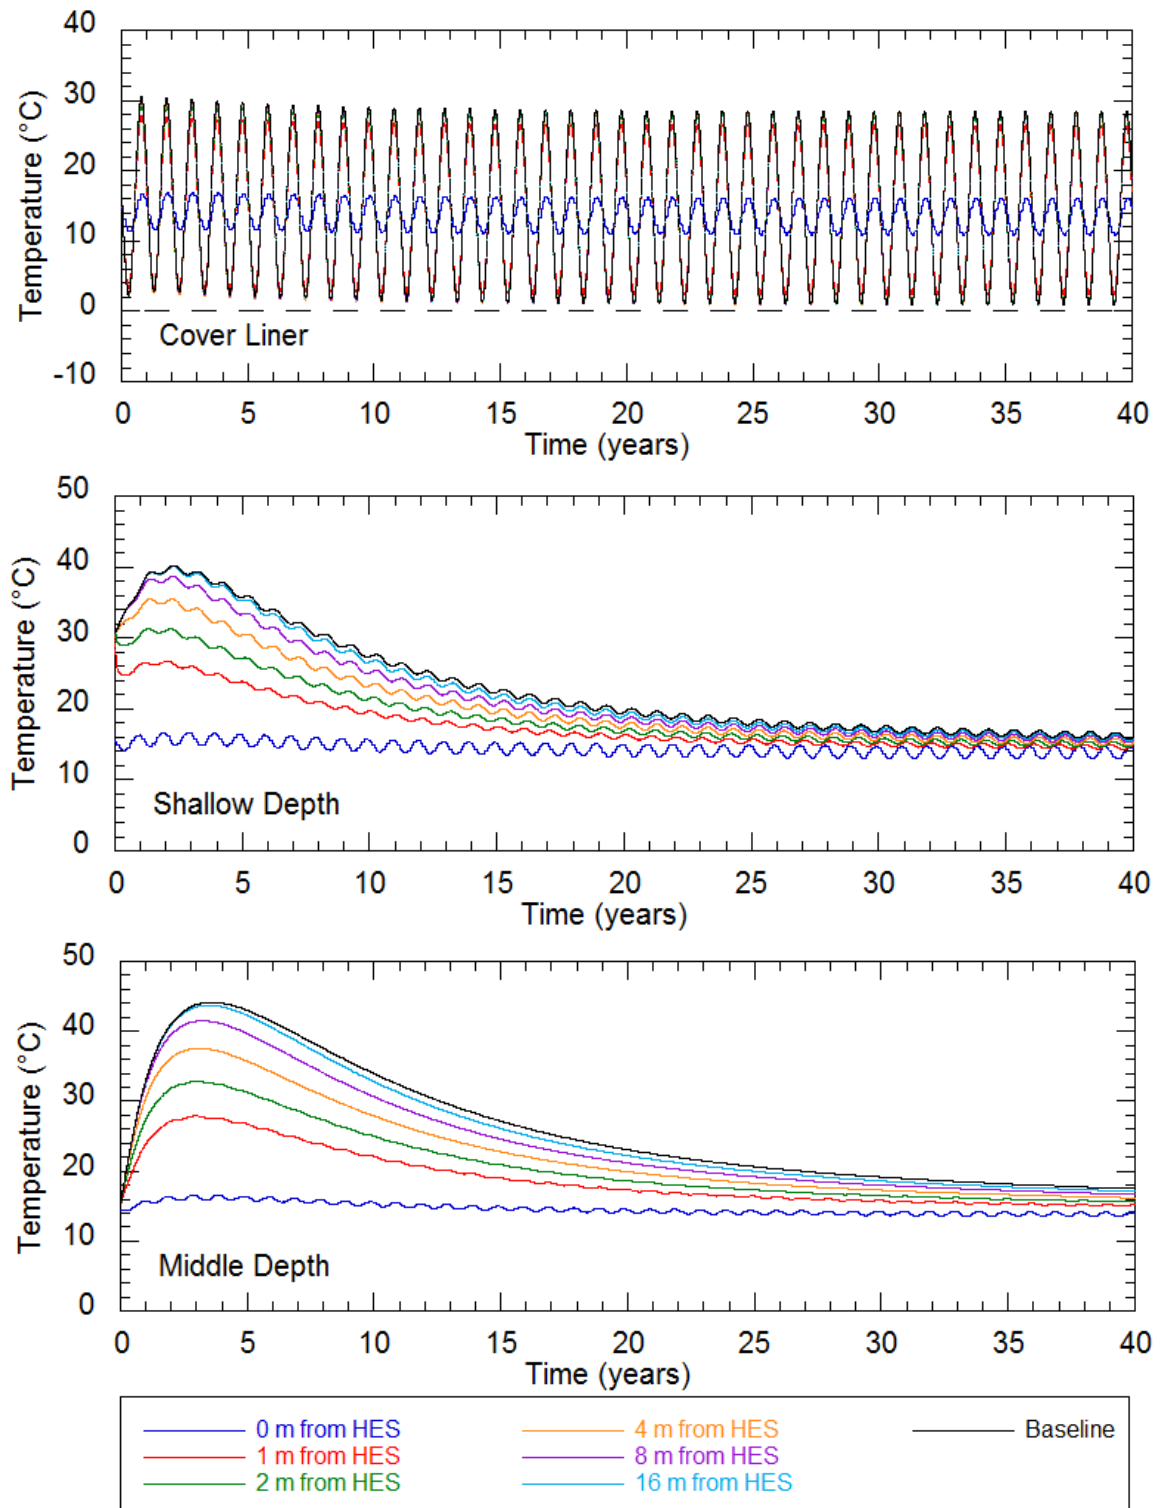 40
30
20
10
0
-10
Temperature (°C)
Cover Liner
0 5 10 15 20 25 30 35 40
Time (years)
50
40
30
20
10
0
Temperature (°C)
Shallow Depth
0 5 10 15 20 25 30 35 40
Time (years)
50
40
30
20
10
0
Temperature (°C)
Middle Depth
0 5 10 15 20 25 30 35 40
Time (years)
0 m from HES 4 m from HES Baseline
1 m from HES 8 m from HES
2 m from HES 16 m from HES